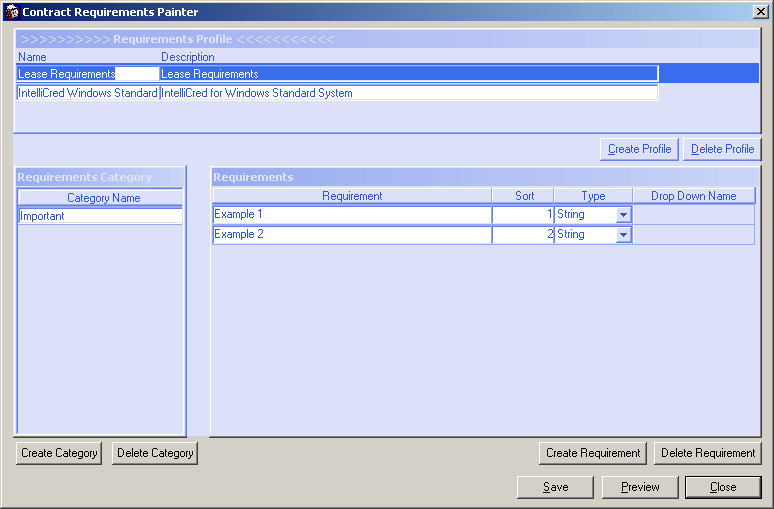 Contract Requirements Painter
>>>>>>>>>> Requirements Profile <<<<<<<<<<<
Name Description
Lease Requirements Lease Requirements
IntelliCred Windows Standard IntelliCred for Windows Standard System
Create Profile Delete Profile
Requirements Category Requirements
Category Name Requirement Sort Type Drop Down Name
Important Example 1 1 String
Example 2 2 String
Create Category Delete Category Create Requirement Delete Requirement
Save Preview Close